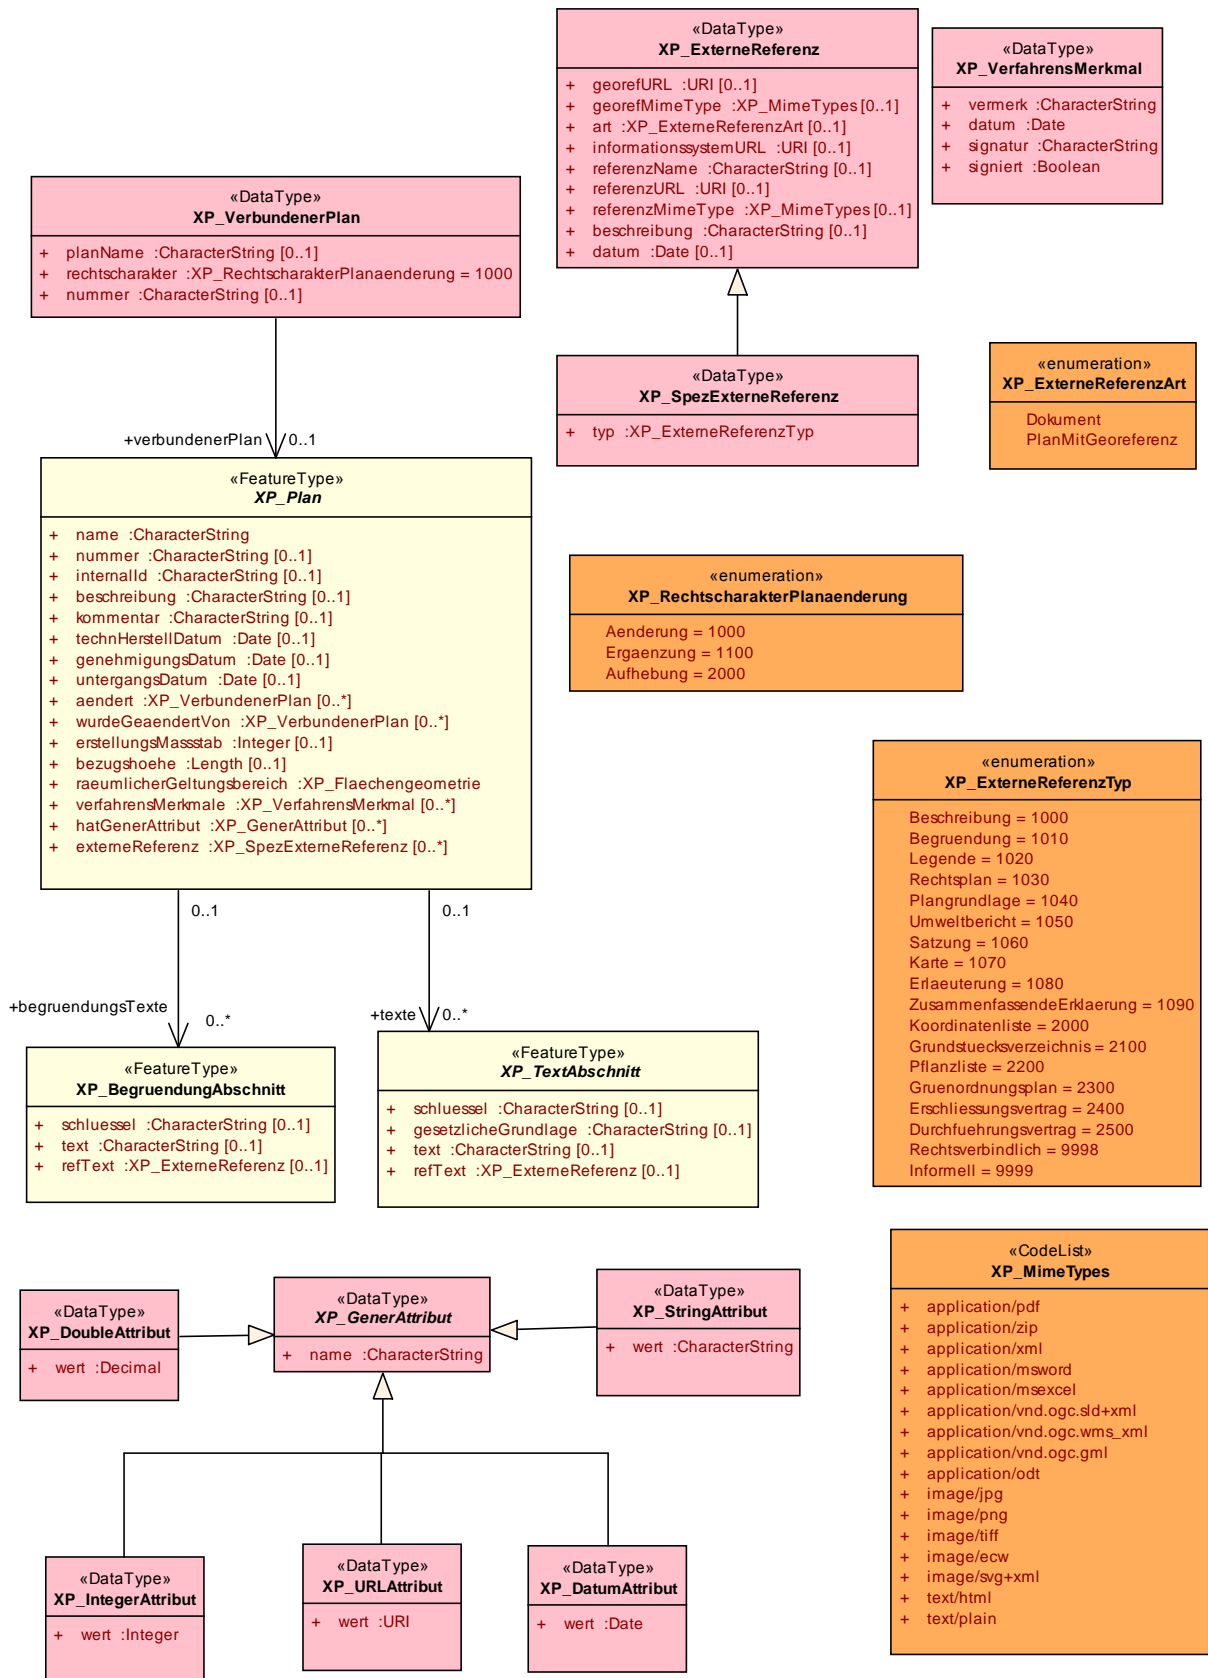 «DataType»
XP_ExterneReferenz
+ georefURL :URI [0..1]
+ georefMimeType :XP_MimeTypes [0..1]
+ art :XP_ExterneReferenzArt [0..1]
+ informationssystemURL :URI [0..1]
+ referenzName :CharacterString [0..1]
+ referenzURL :URI [0..1]
+ referenzMimeType :XP_MimeTypes [0..1]
+ beschreibung :CharacterString [0..1]
+ datum :Date [0..1]
«DataType»
XP_VerfahrensMerkmal
+ vermerk :CharacterString
+ datum :Date
+ signatur :CharacterString
+ signiert :Boolean
«DataType»
XP_VerbundenerPlan
+ planName :CharacterString [0..1]
+ rechtscharakter :XP_RechtscharakterPlanaenderung = 1000
+ nummer :CharacterString [0..1]
«DataType»
XP_SpezExterneReferenz
+ typ :XP_ExterneReferenzTyp
«enumeration»
XP_ExterneReferenzArt
Dokument
PlanMitGeoreferenz
+verbundenerPlan 0..1
«FeatureType»
XP_Plan
+ name :CharacterString
+ nummer :CharacterString [0..1]
+ internalId :CharacterString [0..1]
+ beschreibung :CharacterString [0..1]
+ kommentar :CharacterString [0..1]
+ technHerstellDatum :Date [0..1]
+ genehmigungsDatum :Date [0..1]
+ untergangsDatum :Date [0..1]
+ aendert :XP_VerbundenerPlan [0..*]
+ wurdeGeaendertVon :XP_VerbundenerPlan [0..*]
+ erstellungsMassstab :Integer [0..1]
+ bezugshoehe :Length [0..1]
+ raeumlicherGeltungsbereich :XP_Flaechengeometrie
+ verfahrensMerkmale :XP_VerfahrensMerkmal [0..*]
+ hatGenerAttribut :XP_GenerAttribut [0..*]
+ externeReferenz :XP_SpezExterneReferenz [0..*]
«enumeration»
XP_RechtscharakterPlanaenderung
Aenderung = 1000
Ergaenzung = 1100
Aufhebung = 2000
«enumeration»
XP_ExterneReferenzTyp
Beschreibung = 1000
Begruendung = 1010
Legende = 1020
Rechtsplan = 1030
Plangrundlage = 1040
Umweltbericht = 1050
Satzung = 1060
Karte = 1070
Erlaeuterung = 1080
ZusammenfassendeErklaerung = 1090
Koordinatenliste = 2000
Grundstuecksverzeichnis = 2100
Pflanzliste = 2200
Gruenordnungsplan = 2300
Erschliessungsvertrag = 2400
Durchfuehrungsvertrag = 2500
Rechtsverbindlich = 9998
Informell = 9999
0..1
0..1
+begruendungsTexte
0..*
+texte 0..*
«FeatureType»
XP_BegruendungAbschnitt
+ schluessel :CharacterString [0..1]
+ text :CharacterString [0..1]
+ refText :XP_ExterneReferenz [0..1]
«FeatureType»
XP_TextAbschnitt
+ schluessel :CharacterString [0..1]
+ gesetzlicheGrundlage :CharacterString [0..1]
+ text :CharacterString [0..1]
+ refText :XP_ExterneReferenz [0..1]
«CodeList»
XP_MimeTypes
+ application/pdf
+ application/zip
+ application/xml
+ application/msword
+ application/msexcel
+ application/vnd.ogc.sld+xml
+ application/vnd.ogc.wms_xml
+ application/vnd.ogc.gml
+ application/odt
+ image/jpg
+ image/png
+ image/tiff
+ image/ecw
+ image/svg+xml
+ text/html
+ text/plain
«DataType»
XP_DoubleAttribut
+ wert :Decimal
«DataType»
XP_GenerAttribut
+ name :CharacterString
«DataType»
XP_StringAttribut
+ wert :CharacterString
«DataType»
XP_IntegerAttribut
+ wert :Integer
«DataType»
XP_URLAttribut
+ wert :URI
«DataType»
XP_DatumAttribut
+ wert :Date